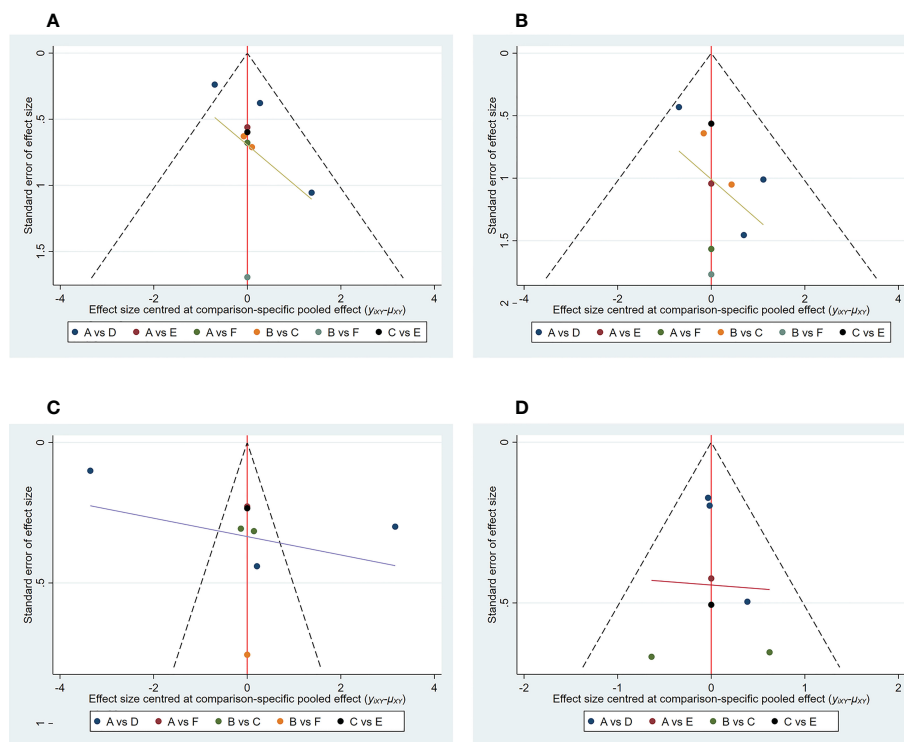 A
Standard error of effect size
0
.5
1
1.5
-4 -2 0 2 4
Effect size centred at comparison-specific pooled effect (yiXY-μXY)
A vs D A vs E A vs F B vs C B vs F C vs E
B
Standard error of effect size
0
.5
1
1.5
2
-4 -2 0 2 4
Effect size centred at comparison-specific pooled effect (yiXY-μXY)
A vs D A vs E A vs F B vs C B vs F C vs E
C
Standard error of effect size
0
.5
1
-4 -2 0 2 4
Effect size centred at comparison-specific pooled effect (yiXY-μXY)
A vs D A vs F B vs C B vs F C vs E
D
Standard error of effect size
0
.5
-2 -1 0 1 2
Effect size centred at comparison-specific pooled effect (yiXY-μXY)
A vs D A vs E B vs C C vs E